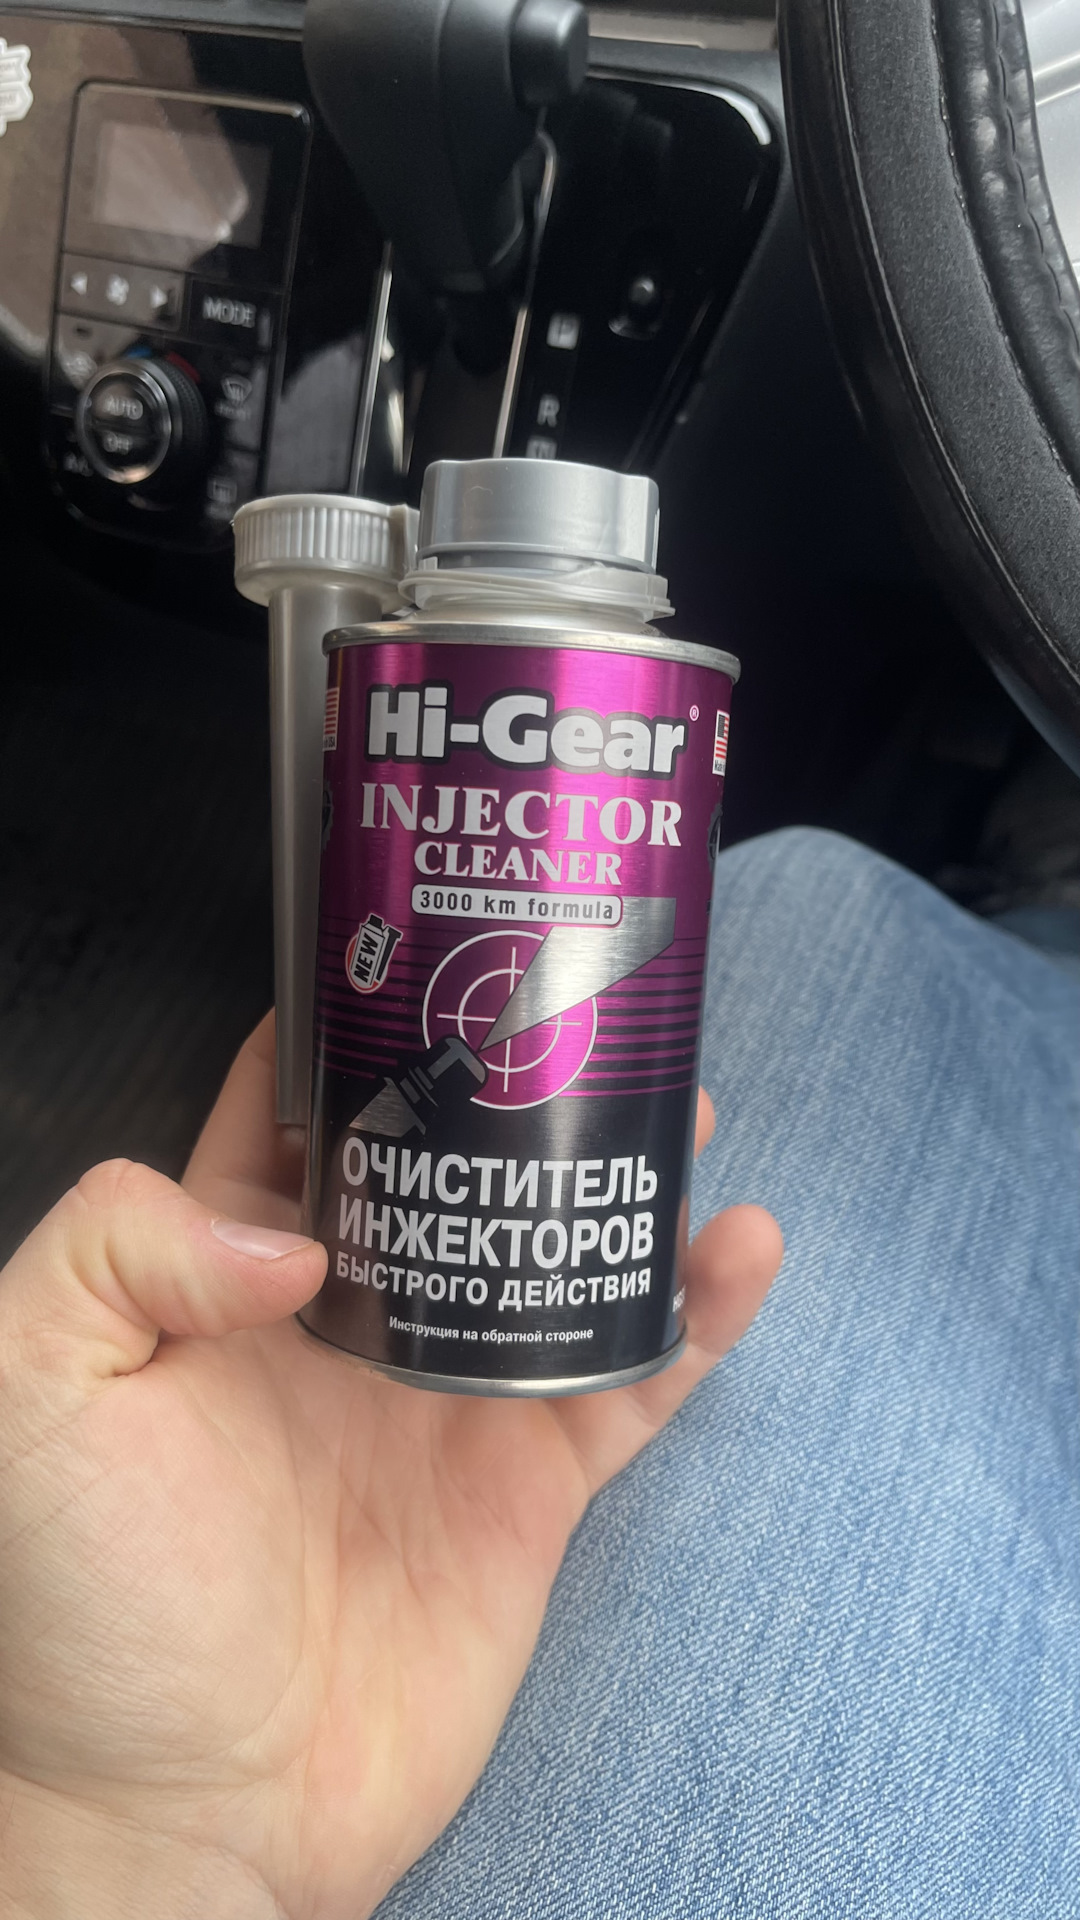 MODE
AUTO
OFF
A/C
P
R
Hi-Gear®
INJECTOR
CLEANER
3000 km formula
NEW
ОЧИСТИТЕЛЬ
ИНЖЕКТОРОВ
БЫСТРОГО ДЕЙСТВИЯ
Инструкция на обратной стороне